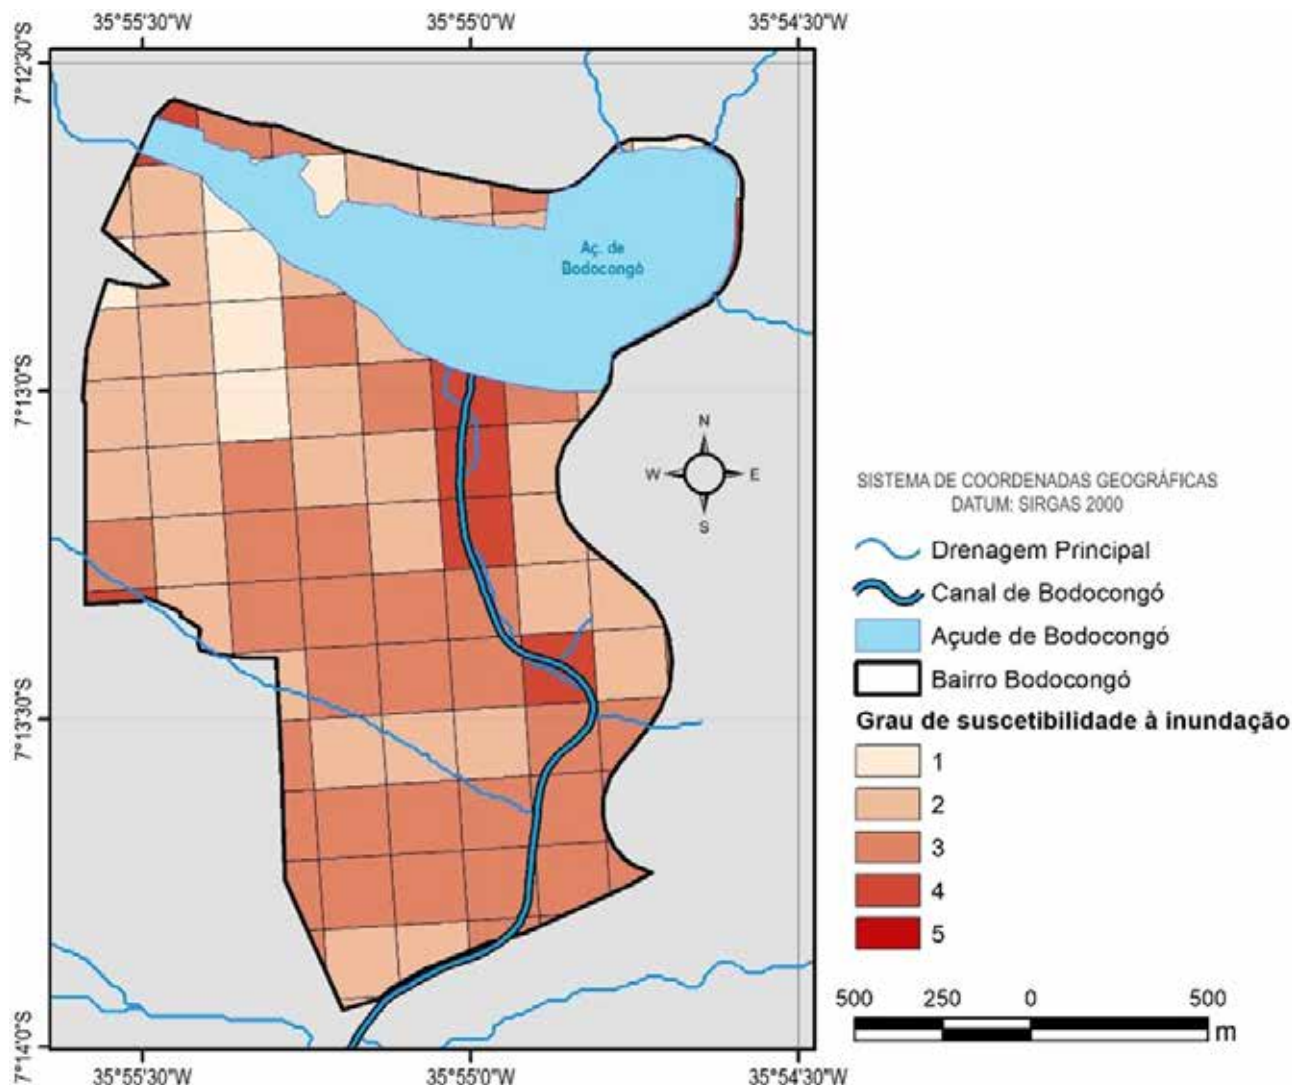 35°55'30"W
35°55'0"W
35°54'30"W
7°12'30"S
7°13'0"S
7°13'30"S
7°14'0"S
Aç. de
Bodocongó
N
W
E
S
35°55'30"W
35°55'0"W
35°54'30"W
SISTEMA DE COORDENADAS GEOGRÁFICAS
DATUM: SIRGAS 2000
Drenagem Principal
Canal de Bodocongó
Açude de Bodocongó
Bairro Bodocongó
Grau de suscetibilidade à inundação
1
2
3
4
5
500 250 0 500
m